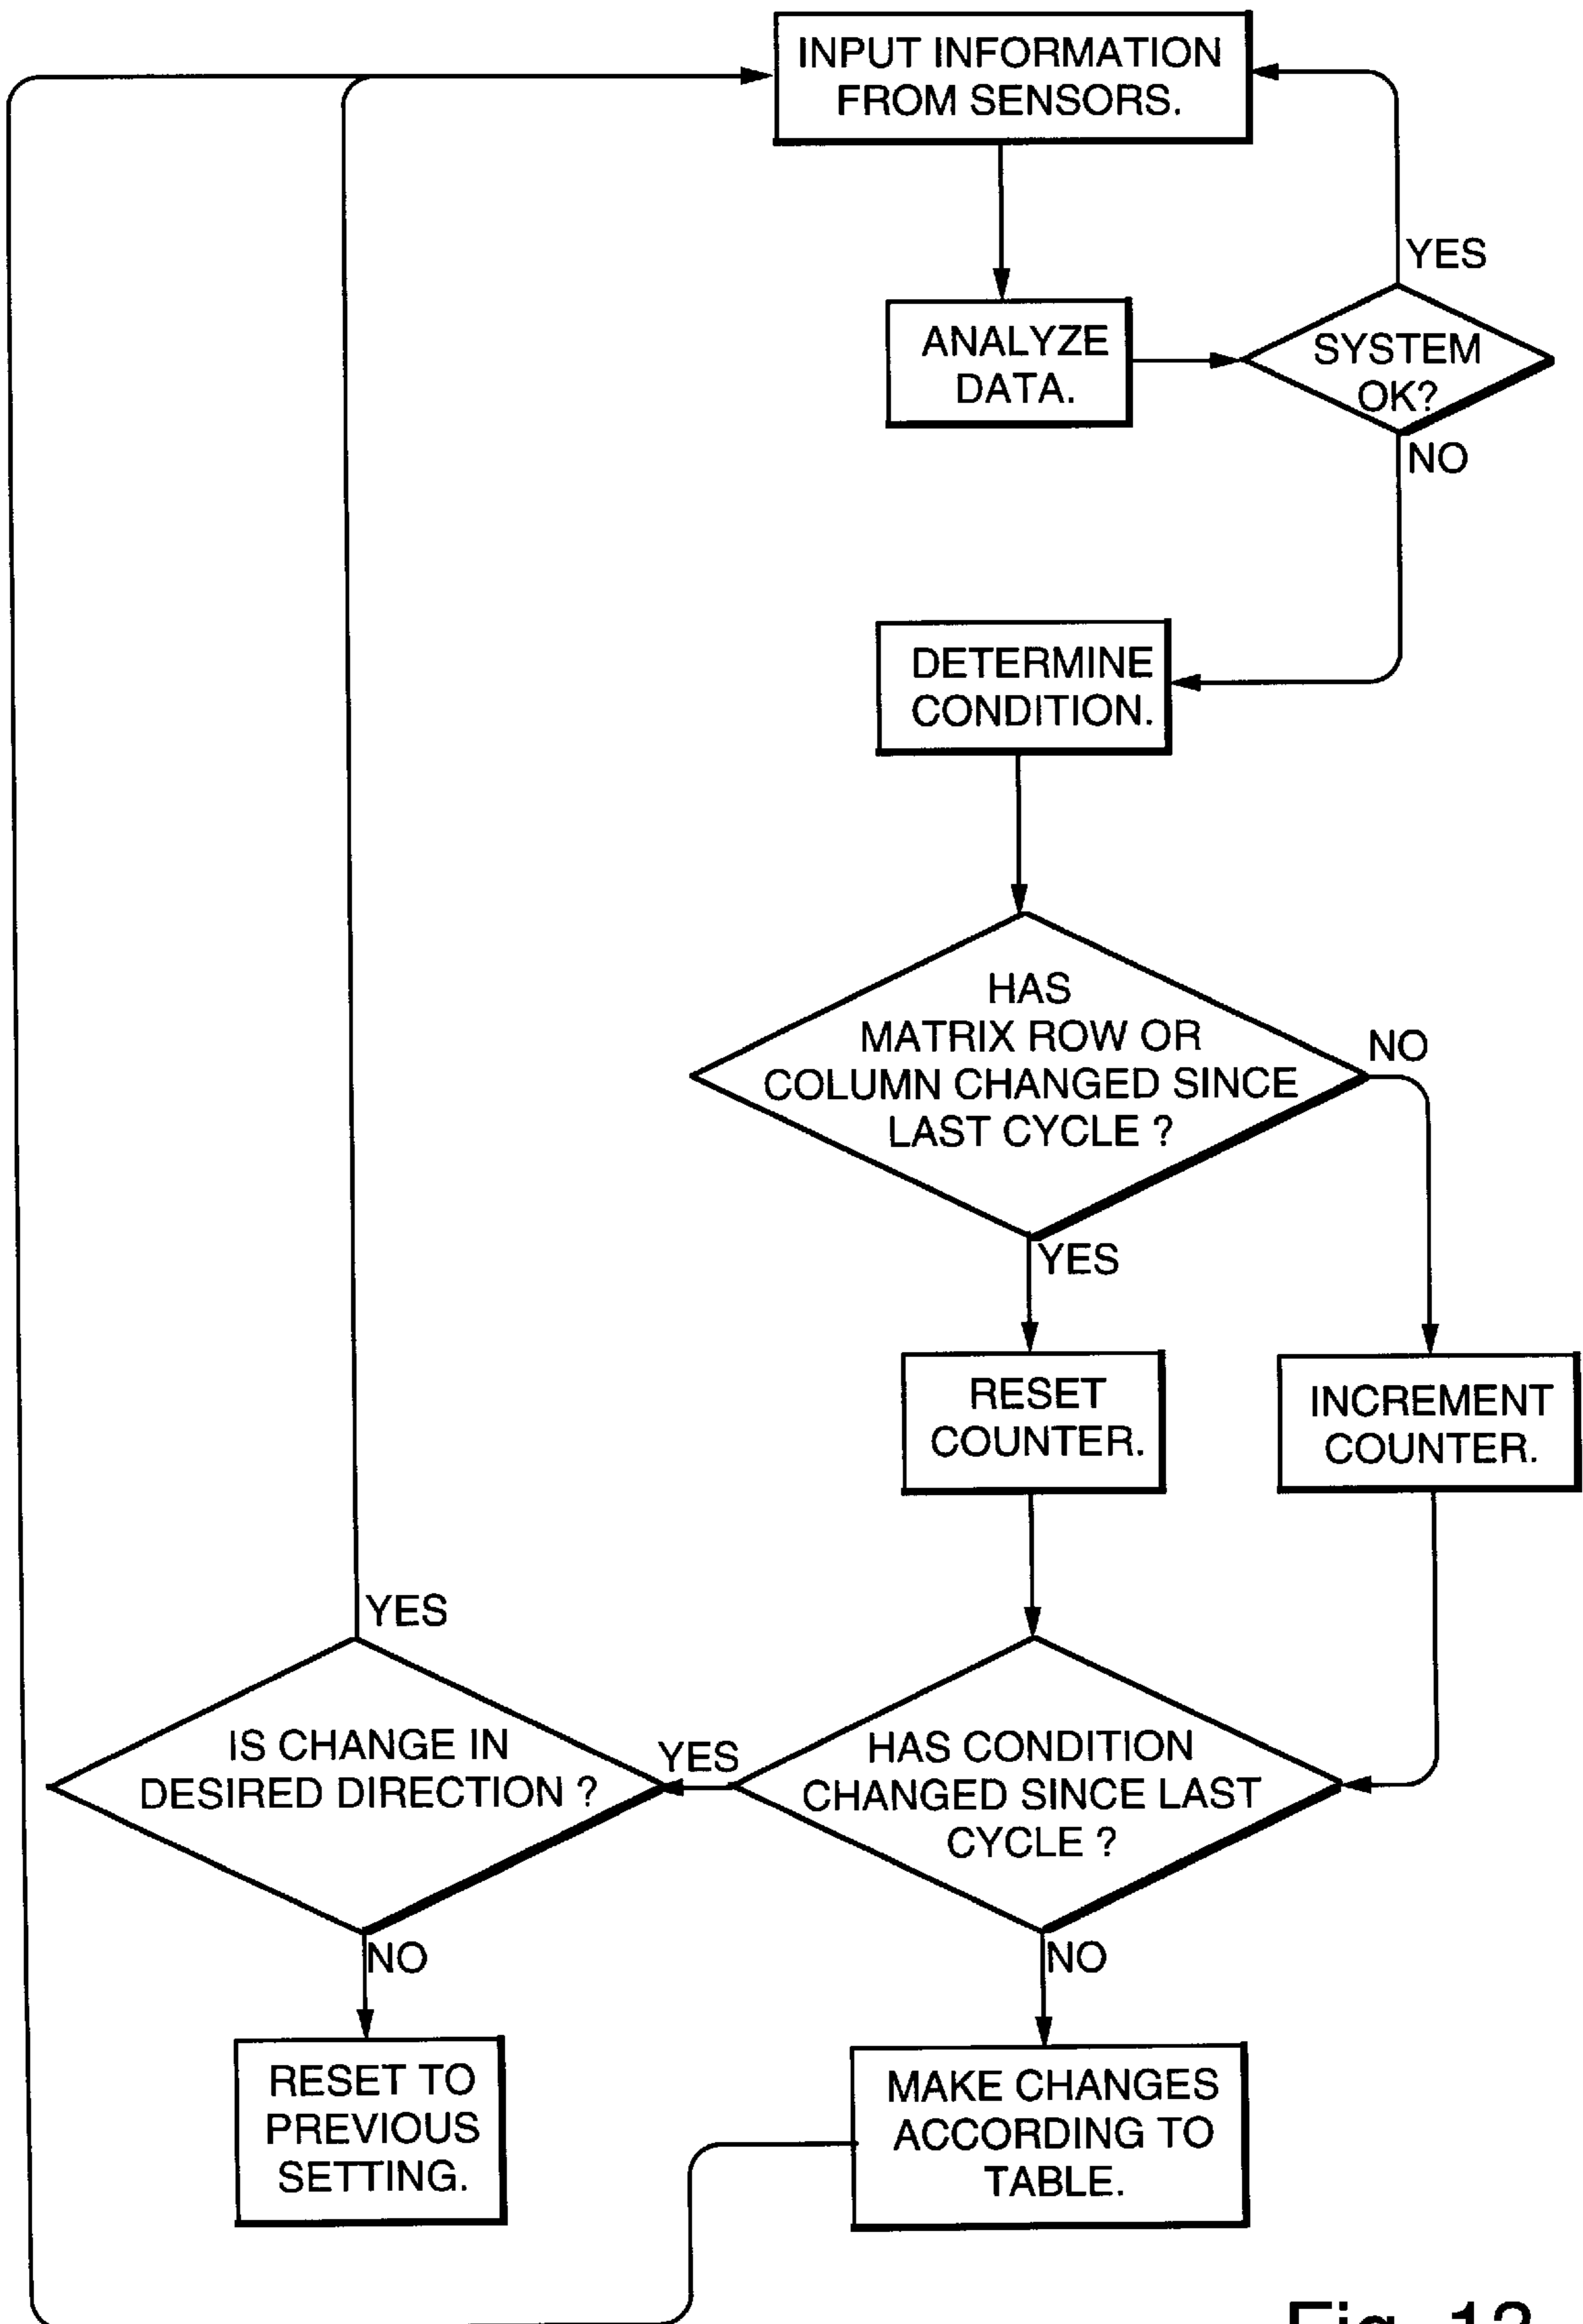 INPUT INFORMATION
FROM SENSORS.
YES
ANALYZE
DATA.
SYSTEM
OK?
NO
DETERMINE
CONDITION.
HAS
MATRIX ROW OR
COLUMN CHANGED SINCE
LAST CYCLE ?
NO
YES
RESET
COUNTER.
INCREMENT
COUNTER.
YES
IS CHANGE IN
DESIRED DIRECTION ?
YES
HAS CONDITION
CHANGED SINCE LAST
CYCLE ?
NO
NO
RESET TO
PREVIOUS
SETTING.
MAKE CHANGES
ACCORDING TO
TABLE.